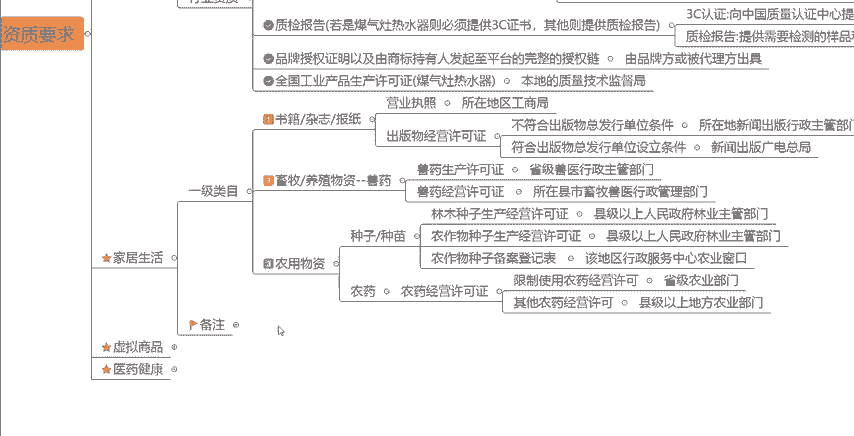 资质要求
质检报告(若是煤气灶热水器则必须提供3C证书，其他则提供质检报告)
3C认证:向中国质量认证中心提
质检报告:提供需要检测的样品
品牌授权证明以及由商标持有人发起至平台的完整的授权链
由品牌方或被代理方出具
全国工业产品生产许可证(煤气灶热水器)
本地的质量技术监督局
家居生活
一级类目
书籍/杂志/报纸
营业执照
所在地区工商局
出版物经营许可证
不符合出版物总发行单位条件
所在地新闻出版行政主管部门
符合出版物总发行单位设立条件
新闻出版广电总局
畜牧/养殖物资--兽药
兽药生产许可证
省级兽医行政主管部门
兽药经营许可证
所在县市畜牧兽医行政管理部门
农用物资
种子/种苗
林木种子生产经营许可证
县级以上人民政府林业主管部门
农作物种子生产经营许可证
县级以上人民政府林业主管部门
农作物种子备案登记表
该地区行政服务中心农业窗口
农药
农药经营许可证
限制使用农药经营许可
省级农业部门
其他农药经营许可
县级以上地方农业部门
备注
虚拟商品
医药健康